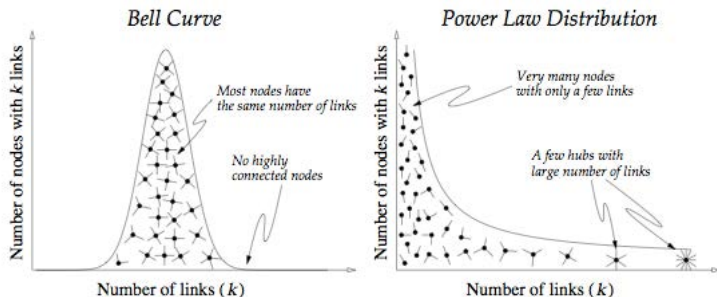 Bell Curve
Number of nodes with k links
Most nodes have
the same number of links
No highly
connected nodes
Number of links (k)
Power Law Distribution
Number of nodes with k links
Very many nodes
with only a few links
A few hubs with
large number of links
Number of links (k)